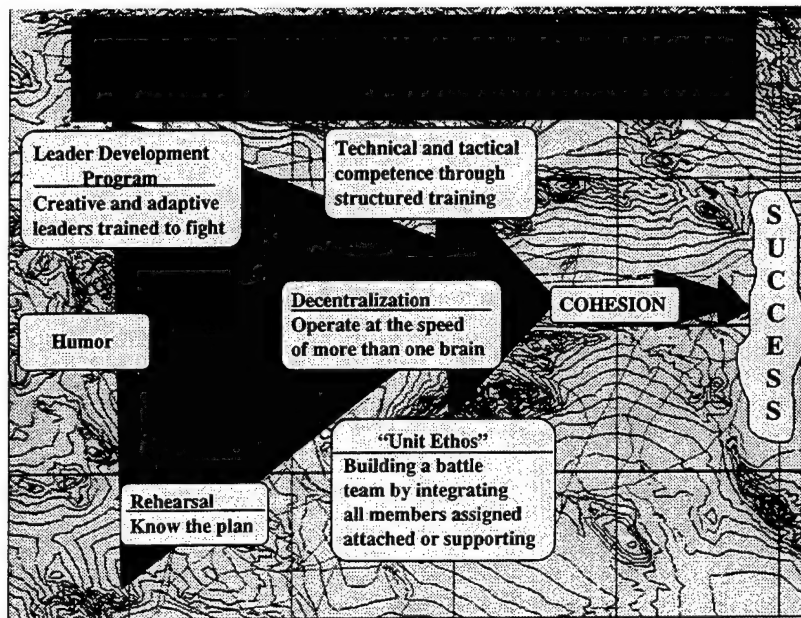 Leader Development
Program
Creative and adaptive
leaders trained to fight
Technical and tactical
competence through
structured training
Humor
Decentralization
Operate at the speed
of more than one brain
COHESION
SUCCESS
Rehearsal
Know the plan
"Unit Ethos"
Building a battle
team by integrating
all members assigned
attached or supporting